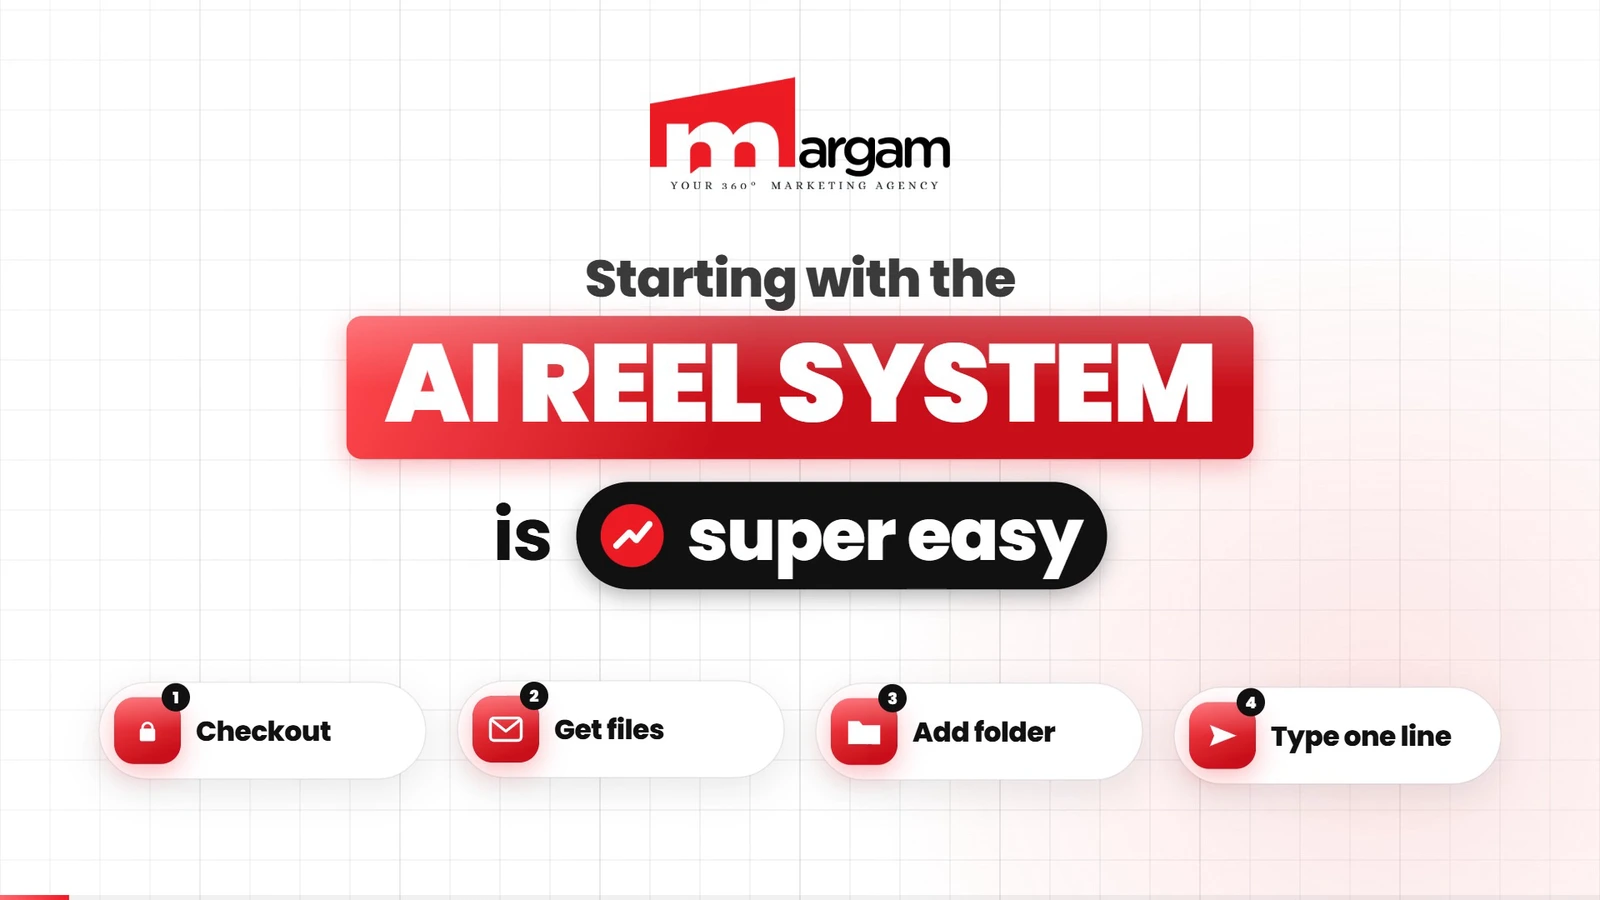 margam
YOUR 360° MARKETING AGENCY
Starting with the
AI REEL SYSTEM
is super easy
1 Checkout
2 Get files
3 Add folder
4 Type one line